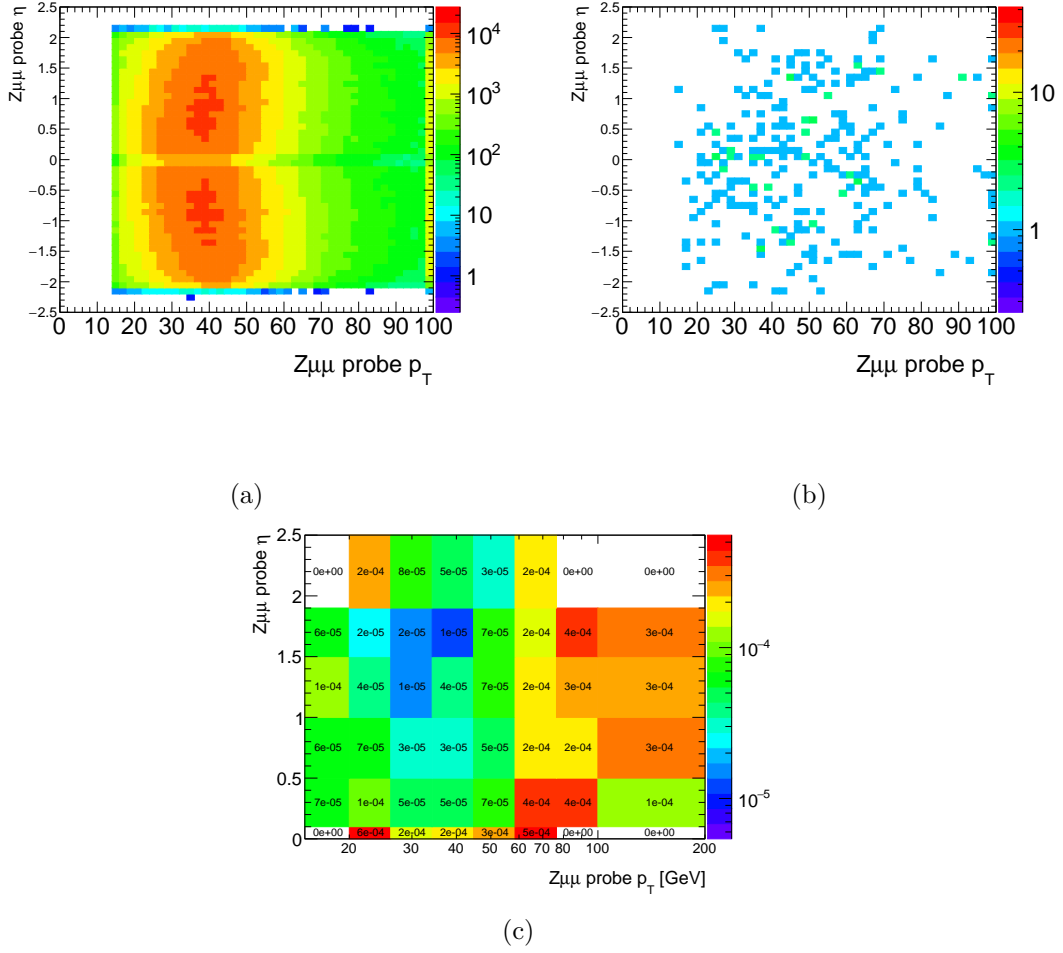 Zμμ probe η
2.5
2
1.5
1
0.5
0
−0.5
−1
−1.5
−2
−2.5
0 10 20 30 40 50 60 70 80 90 100
Zμμ probe p_T
10^4
10^3
10^2
10
1
(a)
Zμμ probe η
2.5
2
1.5
1
0.5
0
−0.5
−1
−1.5
−2
−2.5
0 10 20 30 40 50 60 70 80 90 100
Zμμ probe p_T
10
1
(b)
Zμμ probe η
2.5
2
1.5
1
0.5
0
0e+00 2e-04 8e-05 5e-05 3e-05 2e-04 0e+00 0e+00
6e-05 2e-05 2e-05 1e-05 7e-05 2e-04 4e-04 3e-04
1e-04 4e-05 1e-05 4e-05 7e-05 2e-04 3e-04 3e-04
6e-05 7e-05 3e-05 3e-05 5e-05 2e-04 2e-04 3e-04
7e-05 1e-04 5e-05 5e-05 7e-05 4e-04 4e-04 1e-04
0e+00 6e-04 2e-04 2e-04 3e-04 5e-04 0e+00 0e+00
20 30 40 50 60 70 80 100 200
Zμμ probe p_T [GeV]
10^−4
10^−5
(c)